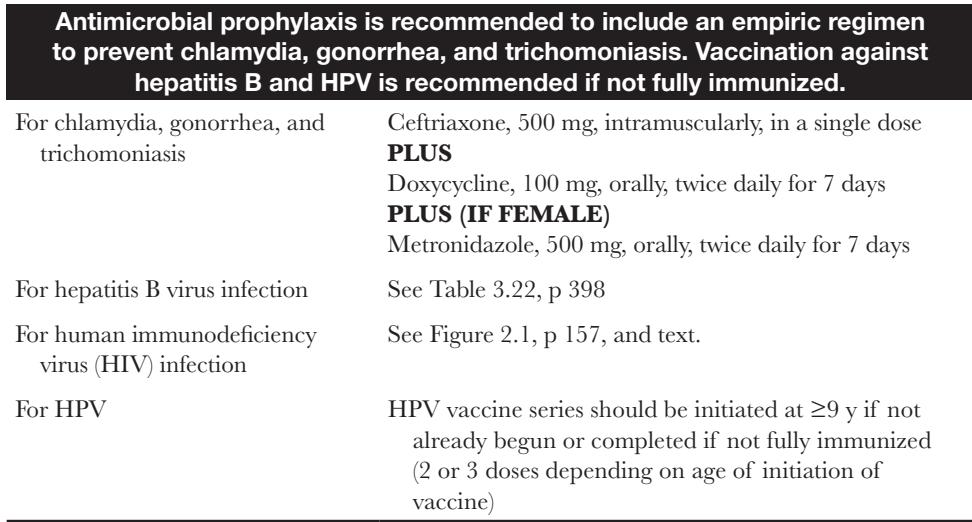 Antimicrobial prophylaxis is recommended to include an empiric regimen
to prevent chlamydia, gonorrhea, and trichomoniasis. Vaccination against
hepatitis B and HPV is recommended if not fully immunized.
For chlamydia, gonorrhea, and
trichomoniasis
Ceftriaxone, 500 mg, intramuscularly, in a single dose
PLUS
Doxycycline, 100 mg, orally, twice daily for 7 days
PLUS (IF FEMALE)
Metronidazole, 500 mg, orally, twice daily for 7 days
For hepatitis B virus infection
See Table 3.22, p 398
For human immunodeficiency
virus (HIV) infection
See Figure 2.1, p 157, and text.
For HPV
HPV vaccine series should be initiated at ≥9 y if not
already begun or completed if not fully immunized
(2 or 3 doses depending on age of initiation of
vaccine)